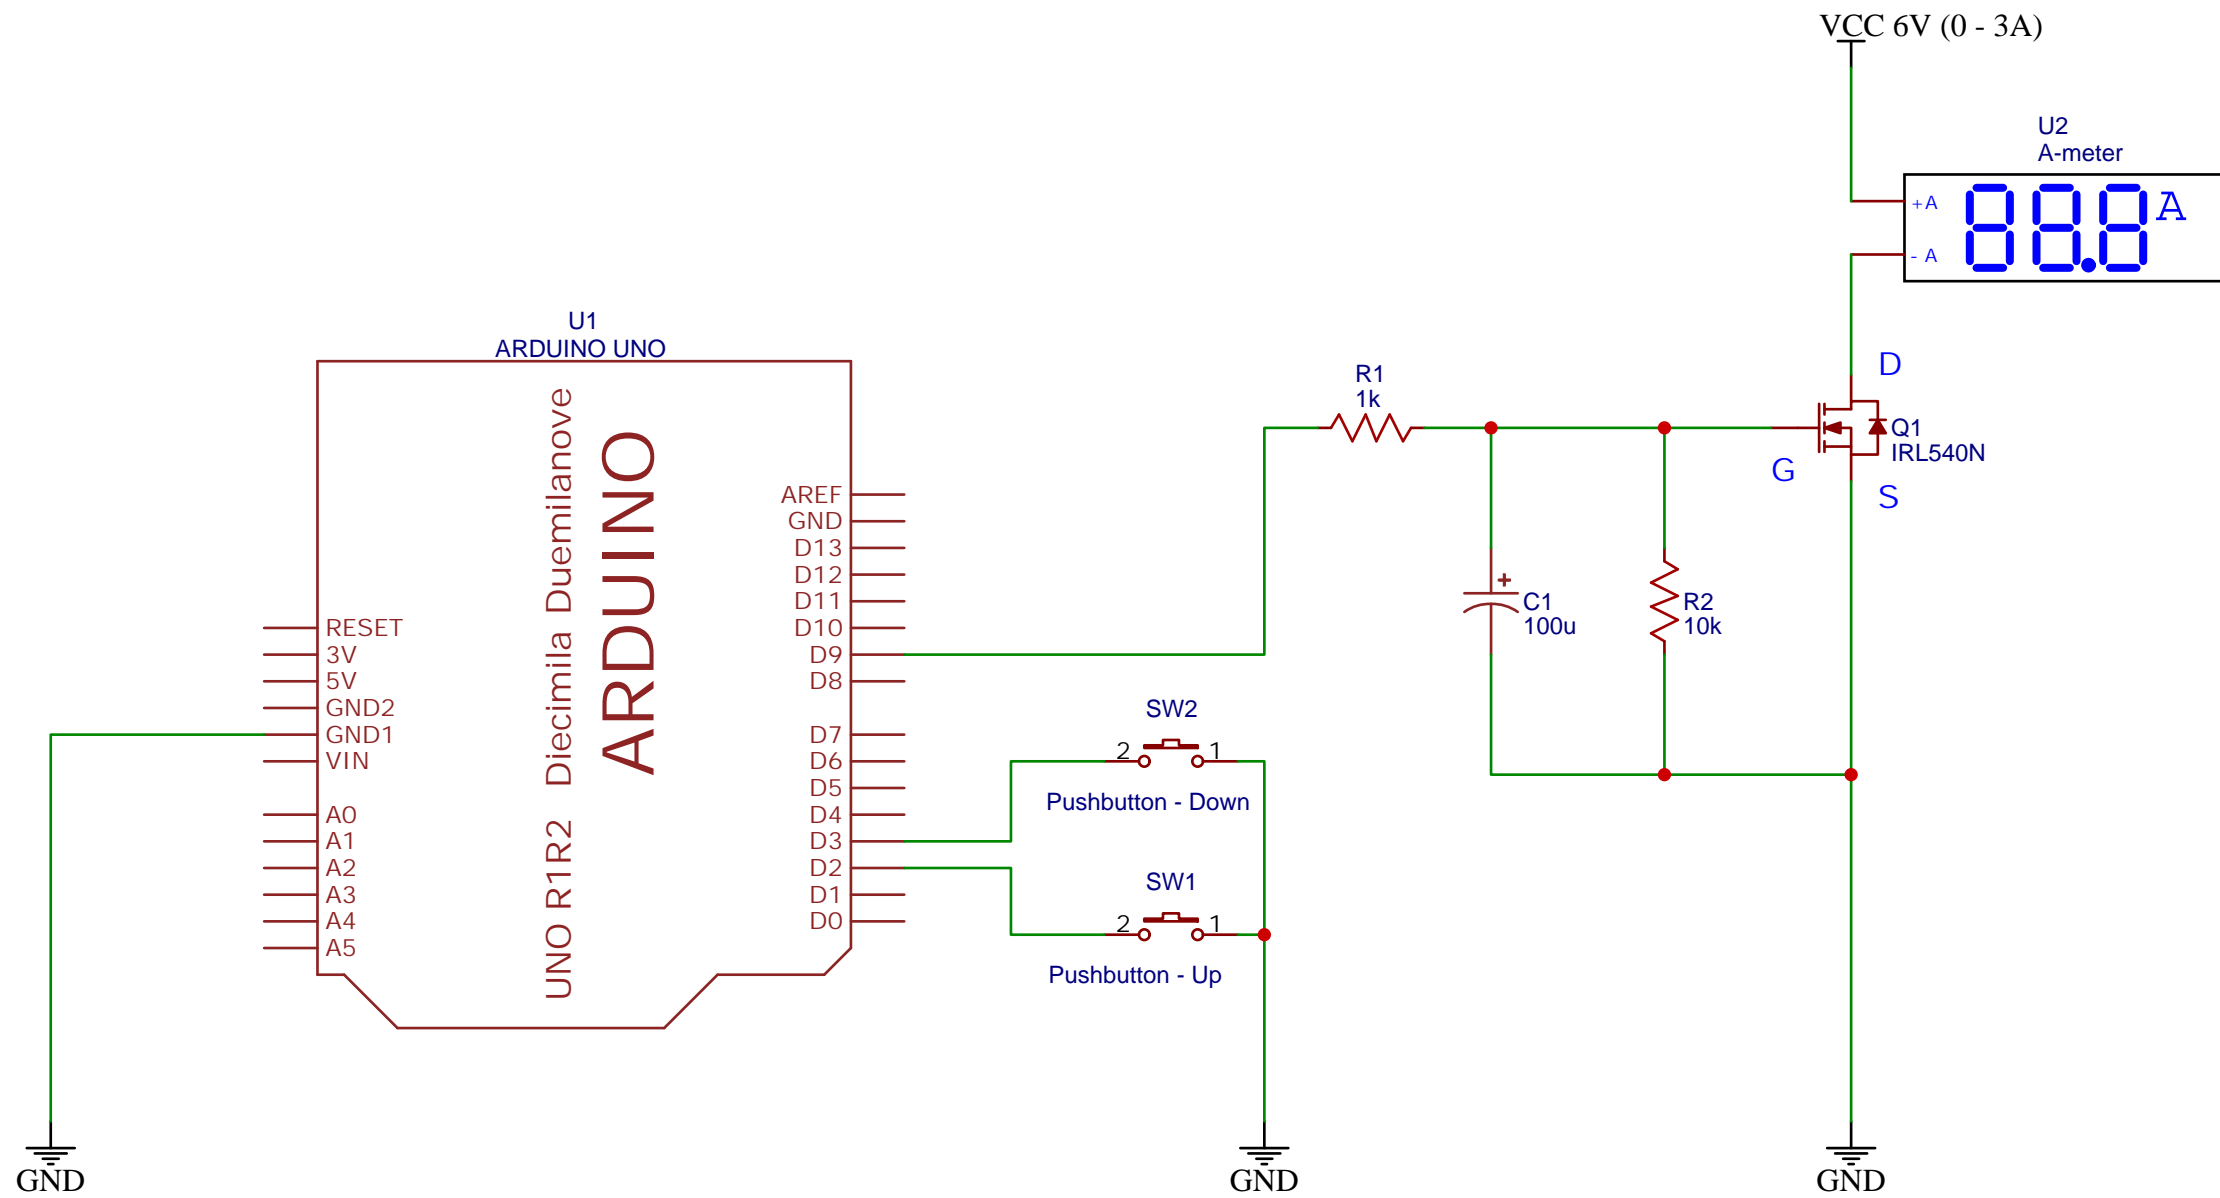 VCC 6V (0 - 3A)
U2
A-meter
+A
88.8A
- A
U1
ARDUINO UNO
R1
1k
D
Q1
IRL540N
G
S
UNO R1R2 Diecimila Duemilanove
ARDUINO
AREF
GND
D13
D12
D11
D10
D9
D8
D7
D6
D5
D4
D3
D2
D1
D0
RESET
3V
5V
GND2
GND1
VIN
A0
A1
A2
A3
A4
A5
+
C1
100u
R2
10k
SW2
2 1
Pushbutton - Down
SW1
2 1
Pushbutton - Up
GND
GND
GND